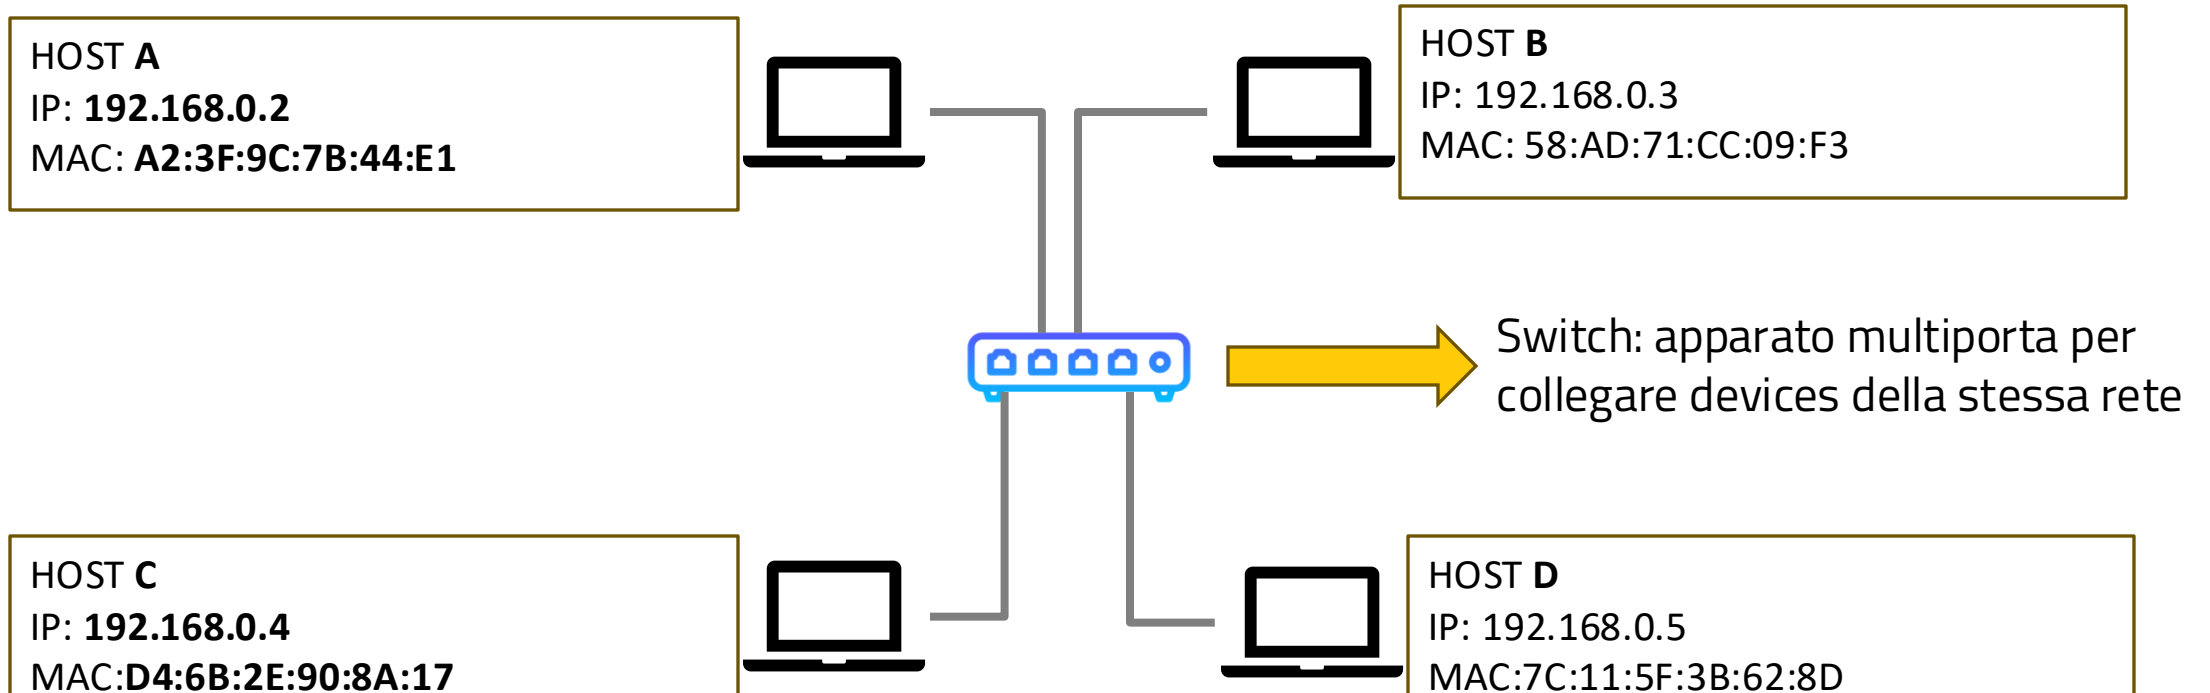 HOST A
IP: 192.168.0.2
MAC: A2:3F:9C:7B:44:E1
HOST B
IP: 192.168.0.3
MAC: 58:AD:71:CC:09:F3
Switch: apparato multiporta per
collegare devices della stessa rete
HOST C
IP: 192.168.0.4
MAC:D4:6B:2E:90:8A:17
HOST D
IP: 192.168.0.5
MAC:7C:11:5F:3B:62:8D